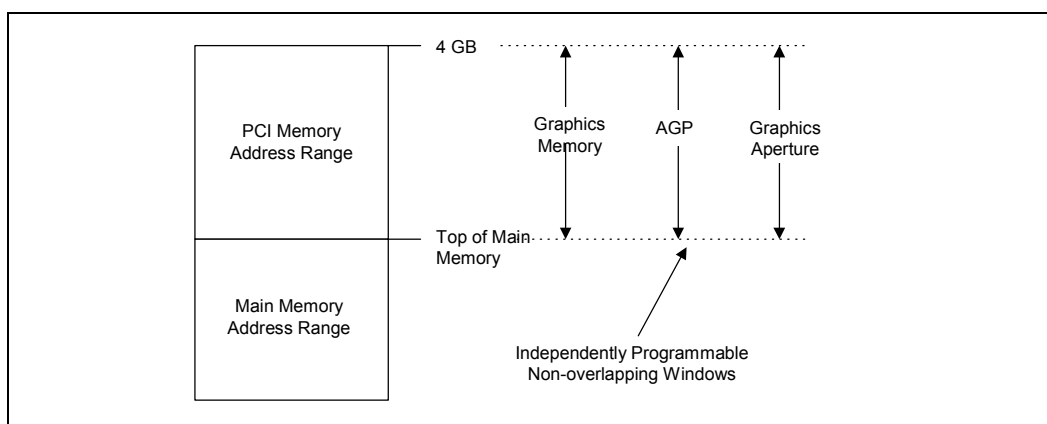 4 GB
PCI Memory
Address Range
Graphics
Memory
AGP
Graphics
Aperture
Top of Main
Memory
Main Memory
Address Range
Independently Programmable
Non-overlapping Windows